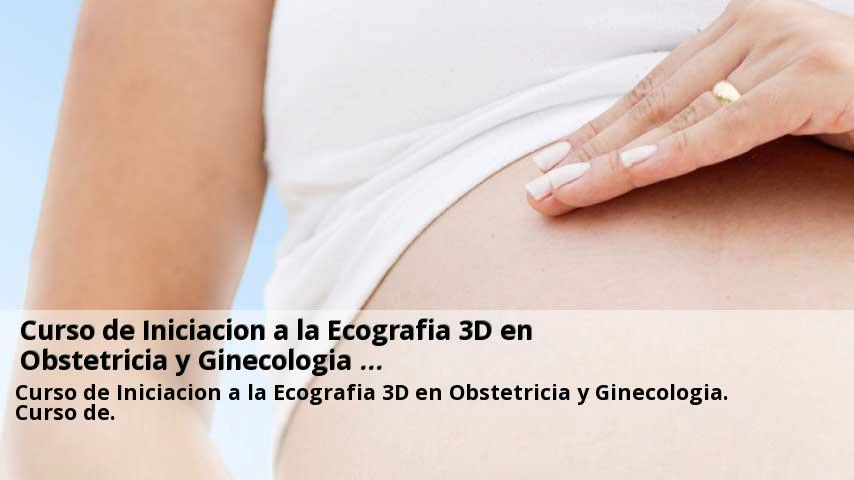 Curso de Iniciacion a la Ecografia 3D en
Obstetricia y Ginecologia ...
Curso de Iniciacion a la Ecografia 3D en Obstetricia y Ginecologia.
Curso de.